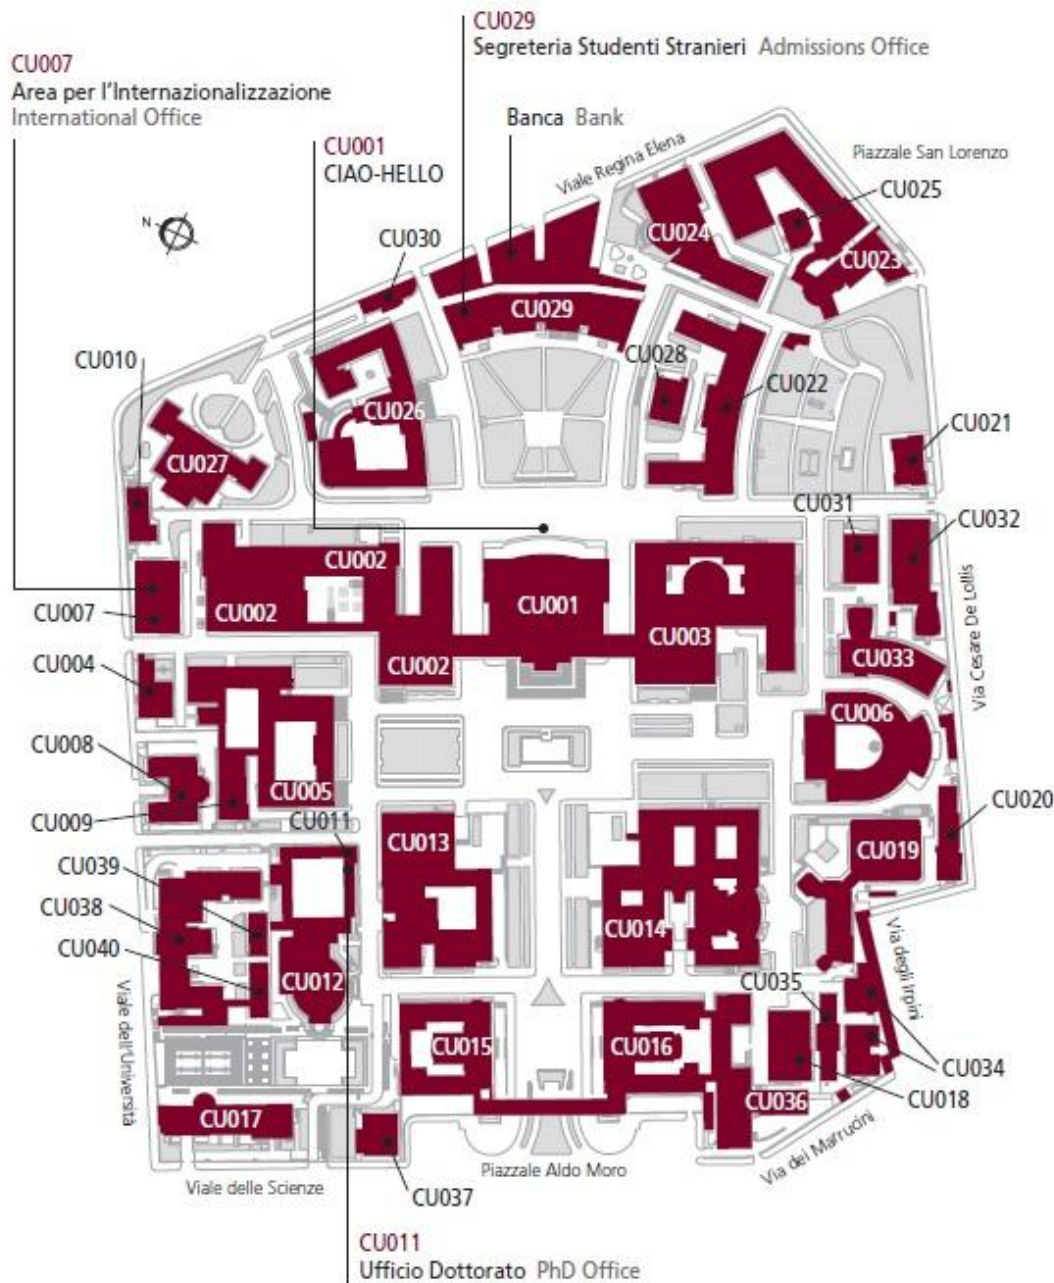 CU029
Segreteria Studenti Stranieri Admissions Office
CU007
Area per l'Internazionalizzazione
International Office
Banca Bank
CU001
CIAO-HELLO
Viale Regina Elena
Piazzale San Lorenzo
CU025
N
CU030
CU024
CU023
CU029
CU010
CU028
CU022
CU026
CU027
CU021
CU031
CU032
CU002
CU007
CU002
CU001
CU003
CU002
CU004
CU033
Via Cesare De Lollis
CU006
CU008
CU005
CU009
CU011
CU013
CU020
CU019
CU039
CU038
CU014
CU040
CU012
Via degli Irpini
CU035
Viale dell'Università
CU015
CU016
CU034
CU018
CU036
CU017
Via dei Marrucini
Piazzale Aldo Moro
Viale delle Scienze
CU037
CU011
Ufficio Dottorato PhD Office